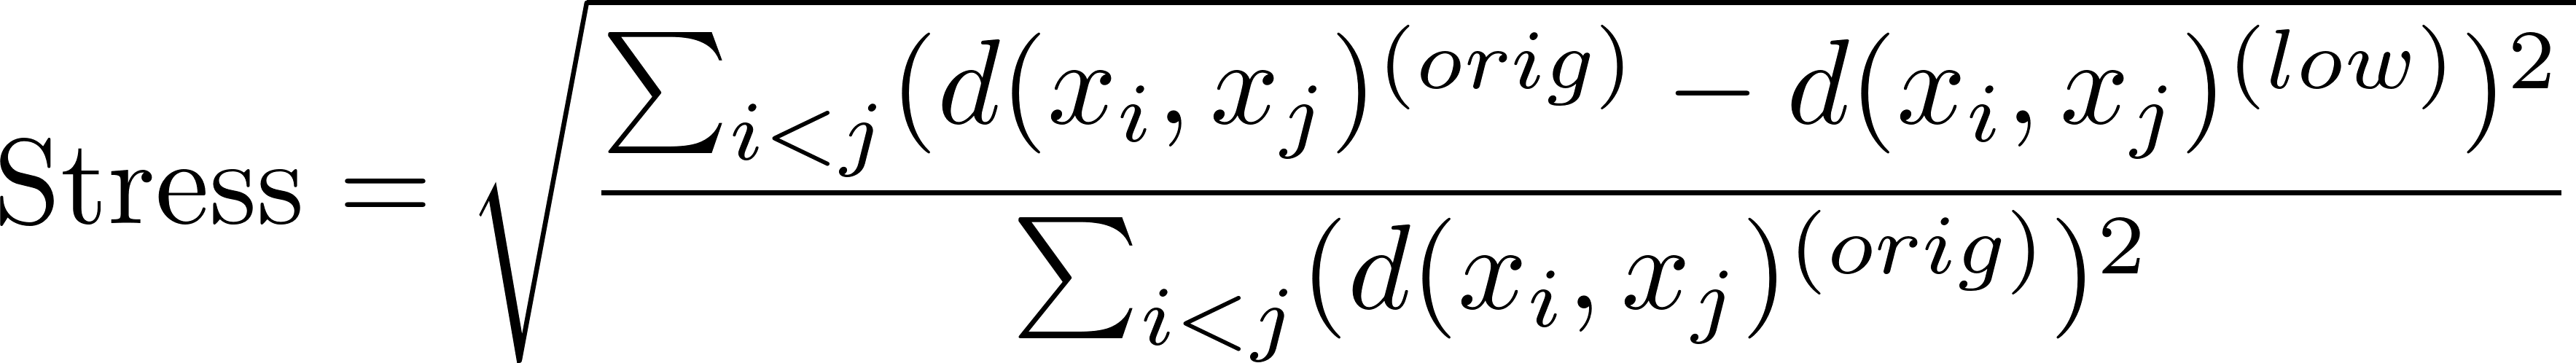 Stress = \sqrt{\frac{\sum_{i<j}(d(x_i, x_j)^{(orig)} - d(x_i, x_j)^{(low)})^2}{\sum_{i<j}(d(x_i, x_j)^{(orig)})^2}}